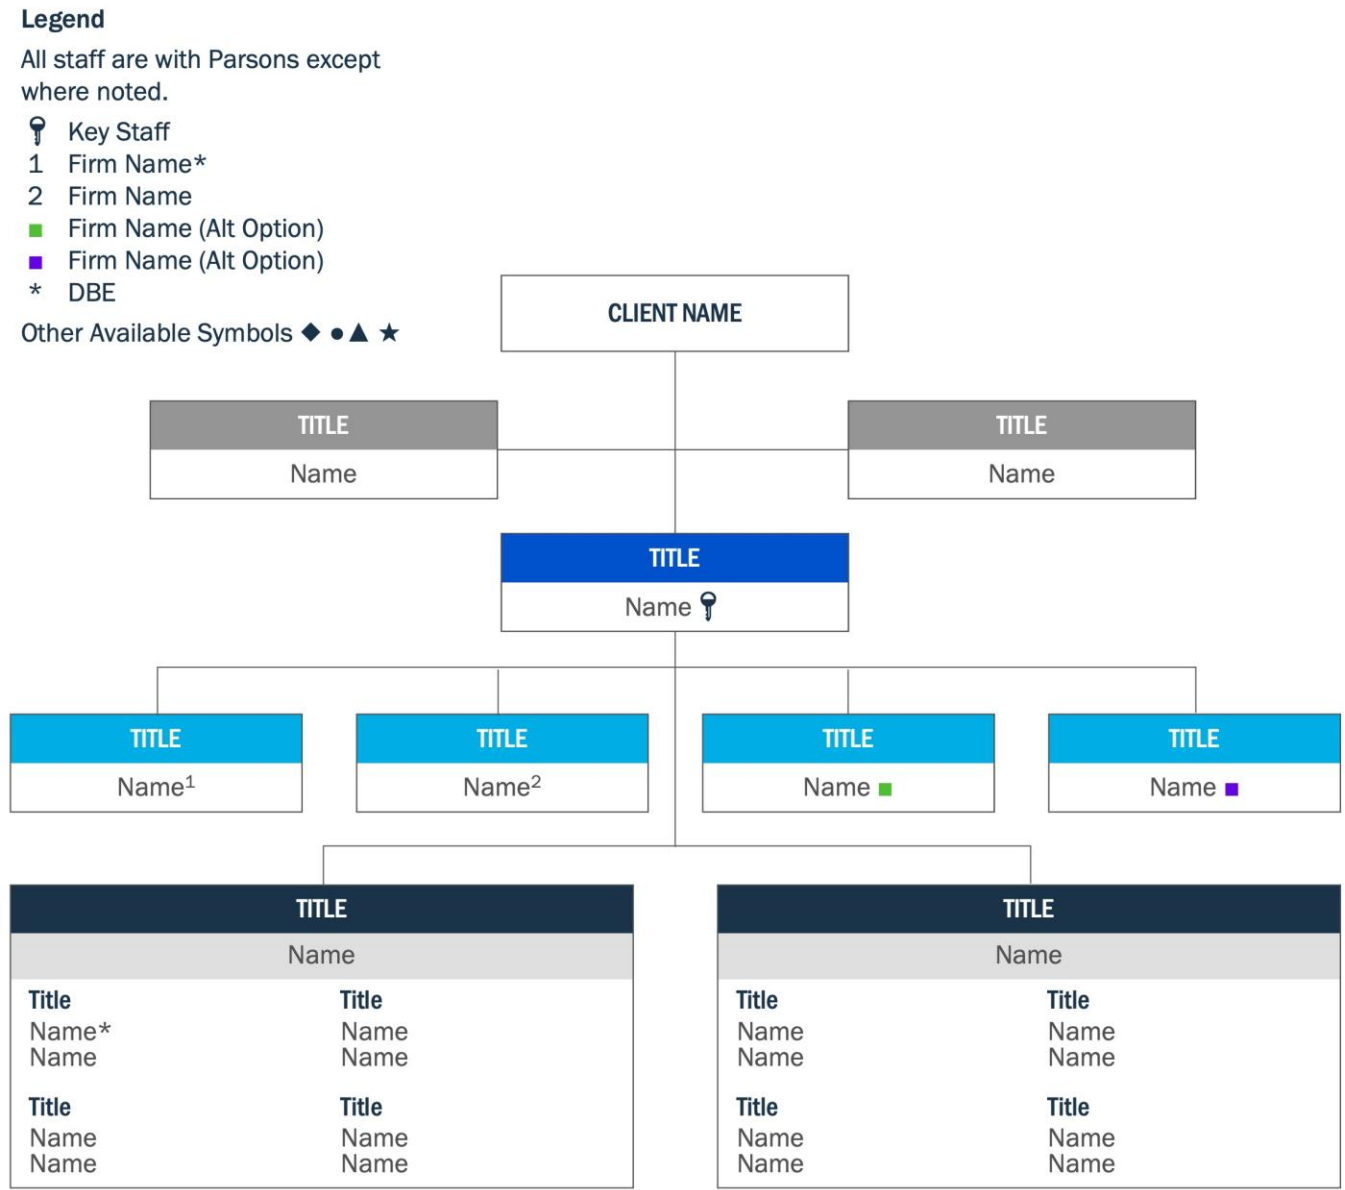 Legend
All staff are with Parsons except
where noted.
Key Staff
1 Firm Name*
2 Firm Name
■ Firm Name (Alt Option)
■ Firm Name (Alt Option)
* DBE
Other Available Symbols ◆ ● ▲ ★
CLIENT NAME
TITLE
Name
TITLE
Name
TITLE
Name
TITLE
Name¹
TITLE
Name²
TITLE
Name ■
TITLE
Name ■
TITLE
Name
Title
Name*
Name
Title
Name
Name
Title
Name
Name
Title
Name
Name
TITLE
Name
Title
Name
Name
Title
Name
Name
Title
Name
Name
Title
Name
Name